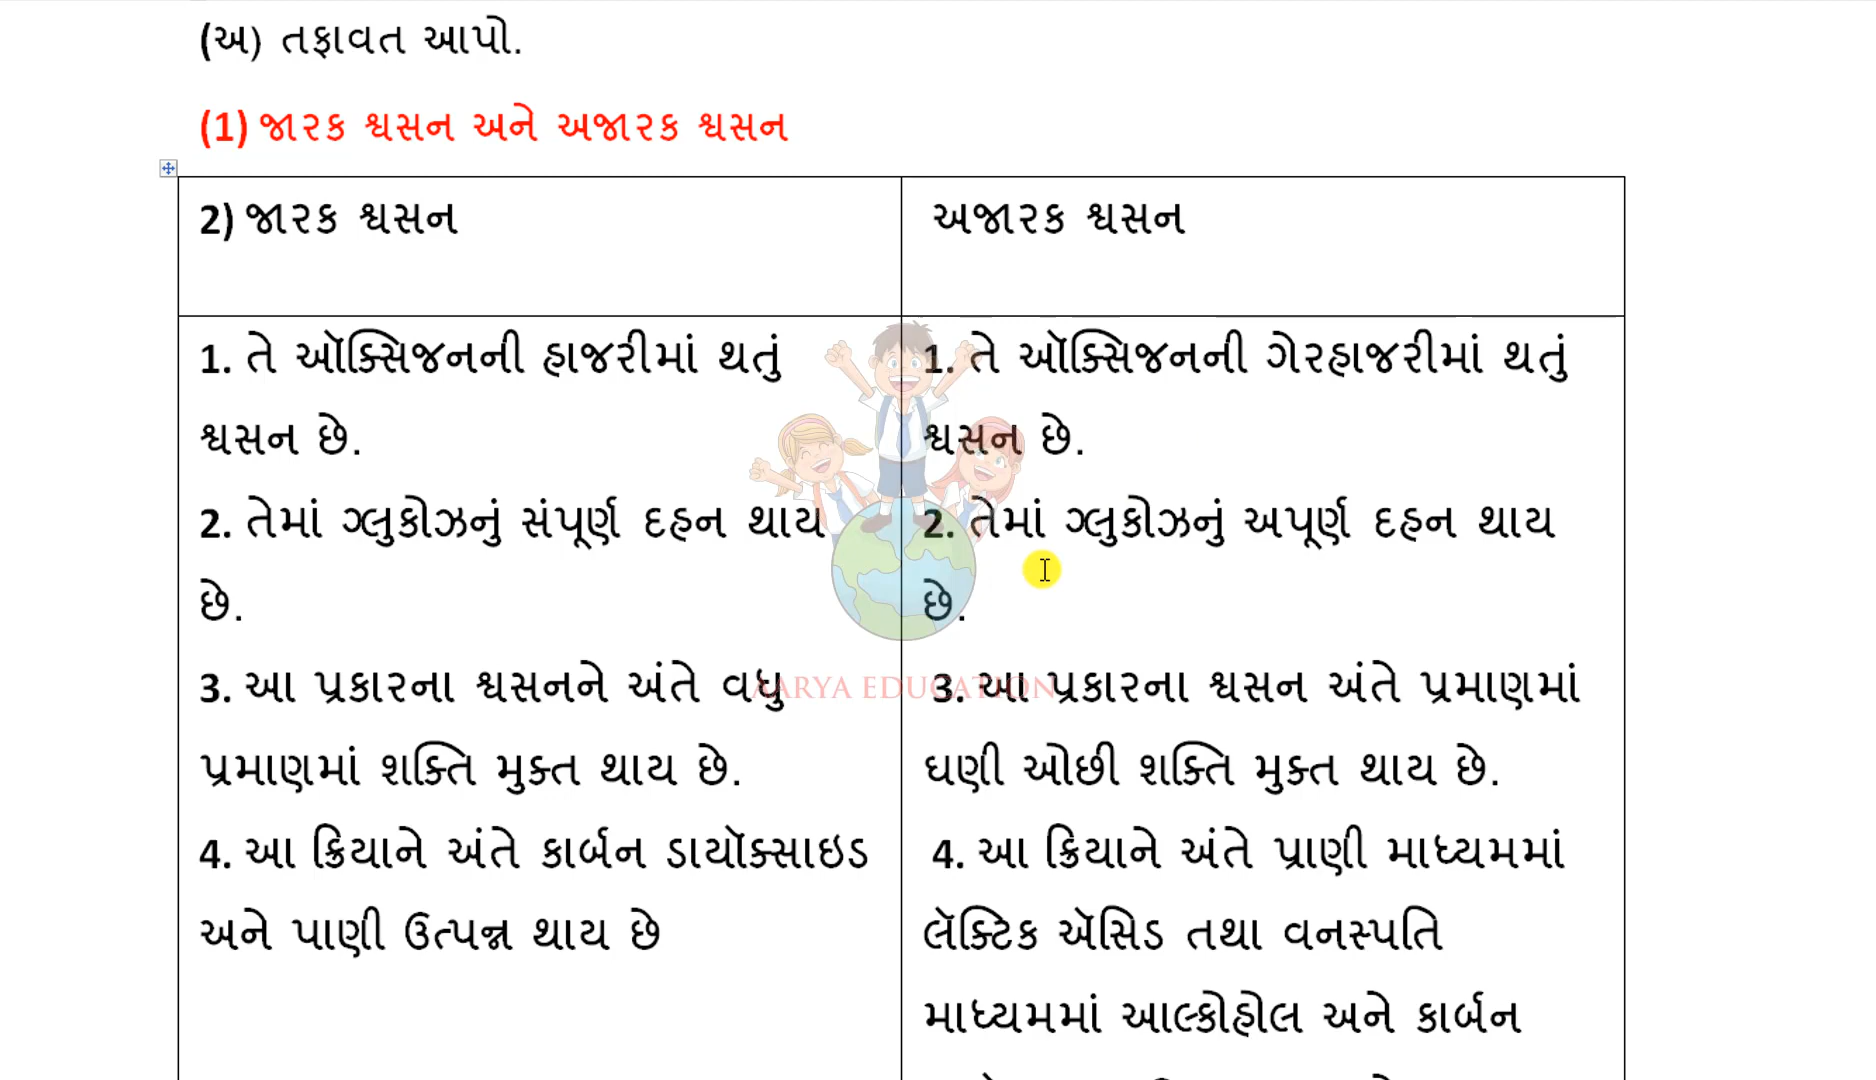 (અ) તફાવત આપો.
(1) જારક શ્વસન અને અજારક શ્વસન
2) જારક શ્વસન
અજારક શ્વસન
1. તે ઑક્સિજનની હાજરીમાં થતું
શ્વસન છે.
2. તેમાં ગ્લુકોઝનું સંપૂર્ણ દહન થાય
છે.
3. આ પ્રકારના શ્વસનને અંતે વધુ
પ્રમાણમાં શક્તિ મુક્ત થાય છે.
4. આ ક્રિયાને અંતે કાર્બન ડાયૉક્સાઇડ
અને પાણી ઉત્પન્ન થાય છે
1. તે ઑક્સિજનની ગેરહાજરીમાં થતું
શ્વસન છે.
2. તેમાં ગ્લુકોઝનું અપૂર્ણ દહન થાય
છે.
3. આ પ્રકારના શ્વસન અંતે પ્રમાણમાં
ઘણી ઓછી શક્તિ મુક્ત થાય છે.
4. આ ક્રિયાને અંતે પ્રાણી માધ્યમમાં
લૅક્ટિક ઍસિડ તથા વનસ્પતિ
માધ્યમમાં આલ્કોહોલ અને કાર્બન
AARYA EDUCATION